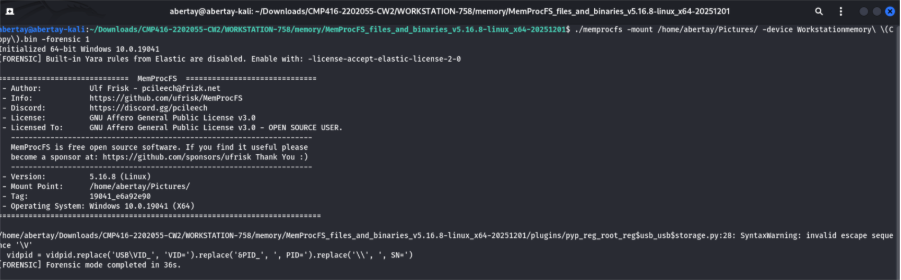 abertay@abertay-kali: ~/Downloads/CMP416-2202055-CW2/WORKSTATION-758/memory/MemProcFS_files_and_binaries_v5.16.8-linux_x64-20251201
abertay@abertay-kali:~/Downloads/CMP416-2202055-CW2/WORKSTATION-758/memory/MemProcFS_files_and_binaries_v5.16.8-linux_x64-20251201$ ./memprocfs -mount /home/abertay/Pictures/ -device Workstationmemory\ \(C
opy\).bin -forensic 1
Initialized 64-bit Windows 10.0.19041
[FORENSIC] Built-in Yara rules from Elastic are disabled. Enable with: -license-accept-elastic-license-2-0
============================== MemProcFS ==============================
- Author: Ulf Frisk - pcileech@frizk.net
- Info: https://github.com/ufrisk/MemProcFS
- Discord: https://discord.gg/pcileech
- License: GNU Affero General Public License v3.0
- Licensed To: GNU Affero General Public License v3.0 - OPEN SOURCE USER.
---------------------------------------------------------------
MemProcFS is free open source software. If you find it useful please
become a sponsor at: https://github.com/sponsors/ufrisk Thank You :)
---------------------------------------------------------------
- Version: 5.16.8 (Linux)
- Mount Point: /home/abertay/Pictures/
- Tag: 19041_e6a92e90
- Operating System: Windows 10.0.19041 (X64)
=======================================================================
/home/abertay/Downloads/CMP416-2202055-CW2/WORKSTATION-758/memory/MemProcFS_files_and_binaries_v5.16.8-linux_x64-20251201/plugins/pyp_reg_root_reg$usb_usb$storage.py:28: SyntaxWarning: invalid escape seque
nce '\V'
vidpid = vidpid.replace('USB\VID_', 'VID=').replace('&PID_', ', PID=').replace('\\', ', SN=')
[FORENSIC] Forensic mode completed in 36s.